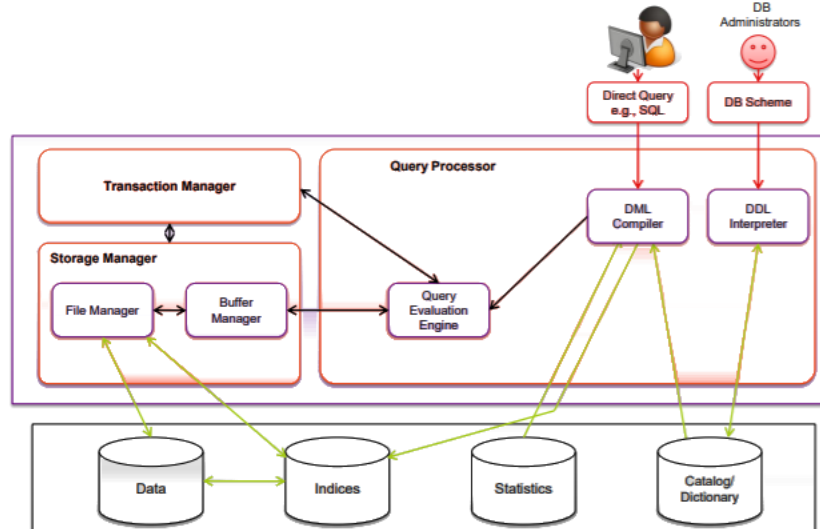 DB
Administrators
Direct Query
e.g., SQL
DB Scheme
Transaction Manager
Query Processor
DML
Compiler
DDL
Interpreter
Storage Manager
File Manager
Buffer
Manager
Query
Evaluation
Engine
Data
Indices
Statistics
Catalog/
Dictionary